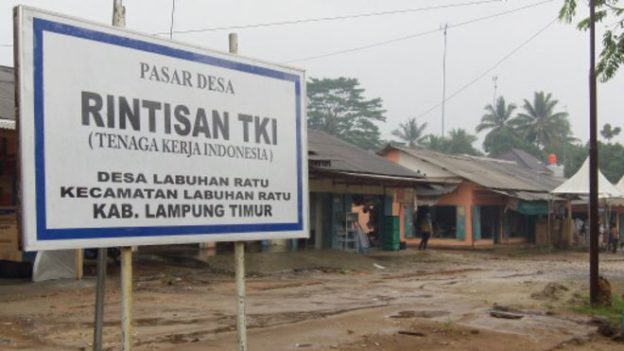 PASAR DESA
RINTISAN TKI
(TENAGA KERJA INDONESIA)
DESA LABUHAN RATU
KECAMATAN LABUHAN RATU
KAB. LAMPUNG TIMUR